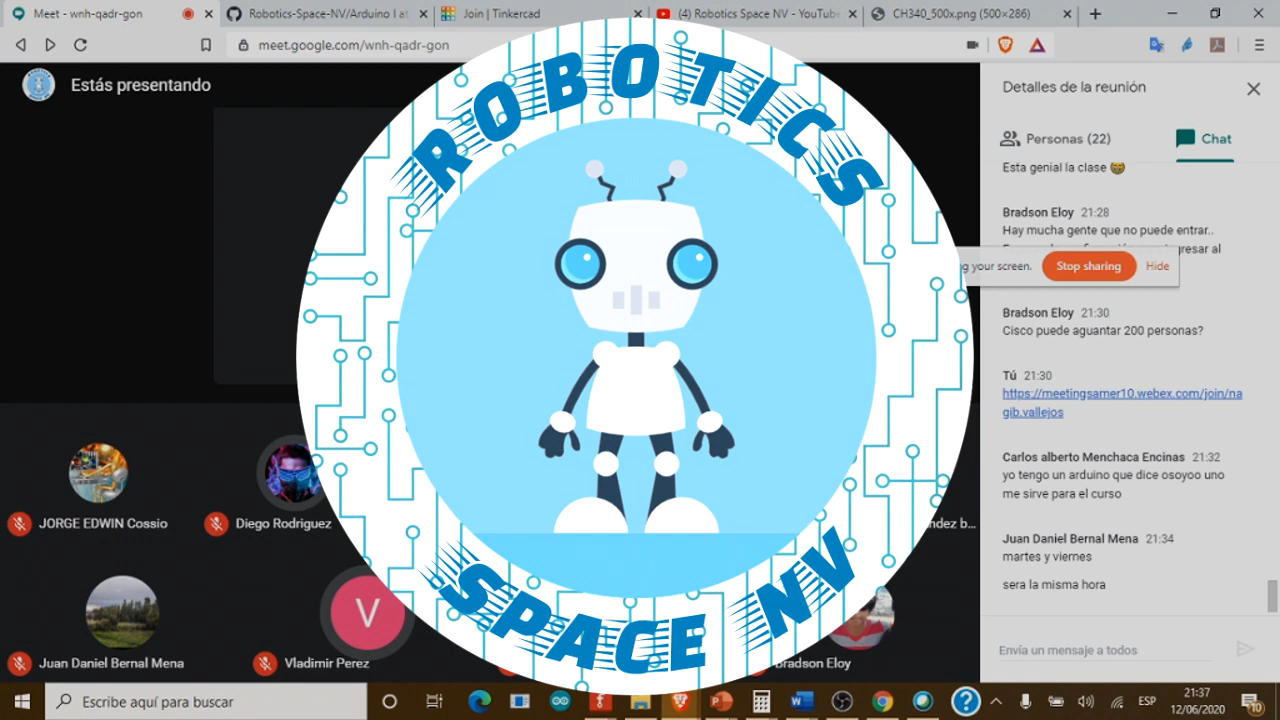 Meet - wnh-qadr-gon
Robotics-Space-NV/Arduino I at
Join | Tinkercad
(4) Robotics Space NV - YouTube
CH340_500x.png (500×286)
meet.google.com/wnh-qadr-gon
Estás presentando
ROBOTICS
SPACE NV
Detalles de la reunión
Personas (22)
Chat
Esta genial la clase 😸
Bradson Eloy 21:28
Hay mucha gente que no puede entrar..
al
g your screen.
Stop sharing
Hide
Bradson Eloy 21:30
Cisco puede aguantar 200 personas?
Tú 21:30
https://meetingsamer10.webex.com/join/na
gib.vallejos
Carlos alberto Menchaca Encinas 21:32
yo tengo un arduino que dice osoyoo uno
me sirve para el curso
Juan Daniel Bernal Mena 21:34
martes y viernes
sera la misma hora
Envía un mensaje a todos
JORGE EDWIN Cossio
Diego Rodriguez
ndez b...
V
Juan Daniel Bernal Mena
Vladimir Perez
Bradson Eloy
Escribe aquí para buscar
ESP
21:37
12/06/2020
10